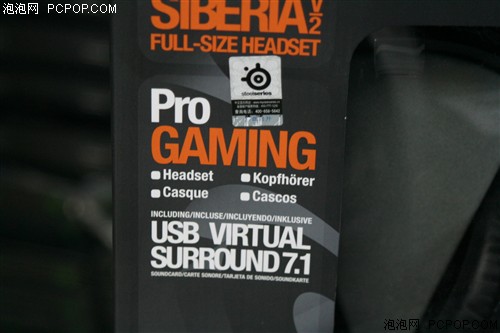 泡泡网 PCPOP.COM
SIBERIA V/2
FULL-SIZE HEADSET
steelseries
Pro
GAMING
Headset
Kopfhörer
Casque
Cascos
INCLUDING/INCLUSE/INCLUYENDO/INKLUSIVE
USB VIRTUAL
SURROUND 7.1
SOUNDCARD/CARTE SONORE/TARJETA DE SONIDO/SOUNDKARTE
泡泡网 PCPOP.COM